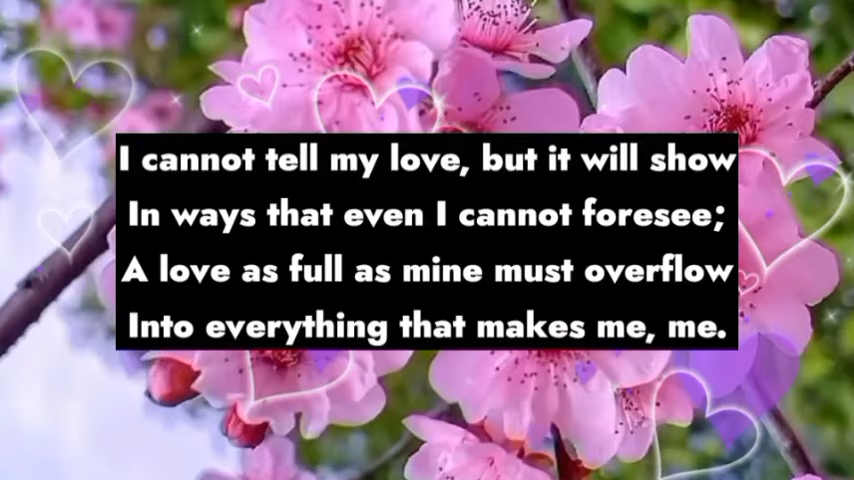 I cannot tell my love, but it will show
In ways that even I cannot foresee;
A love as full as mine must overflow
Into everything that makes me, me.